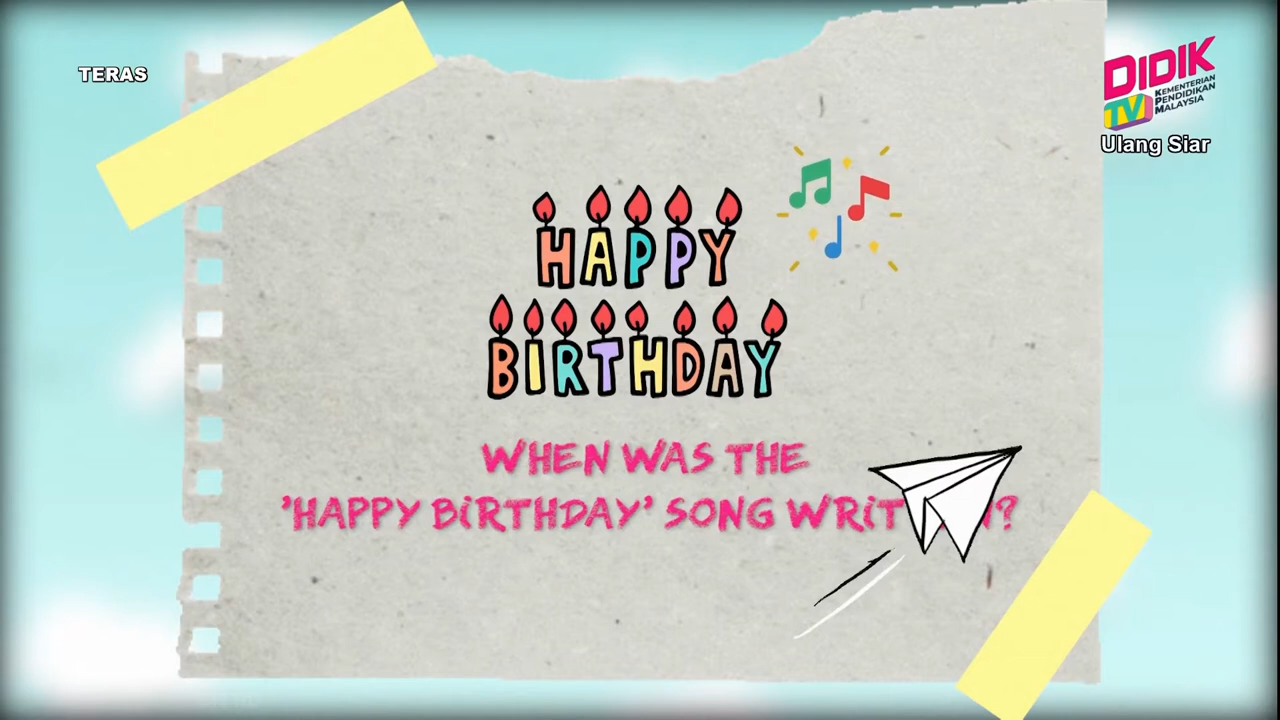 TERAS
DIDIK
TV
KEMENTERIAN
PENDIDIKAN
MALAYSIA
Ulang Siar
HAPPY
BIRTHDAY
WHEN WAS THE
'HAPPY BIRTHDAY' SONG